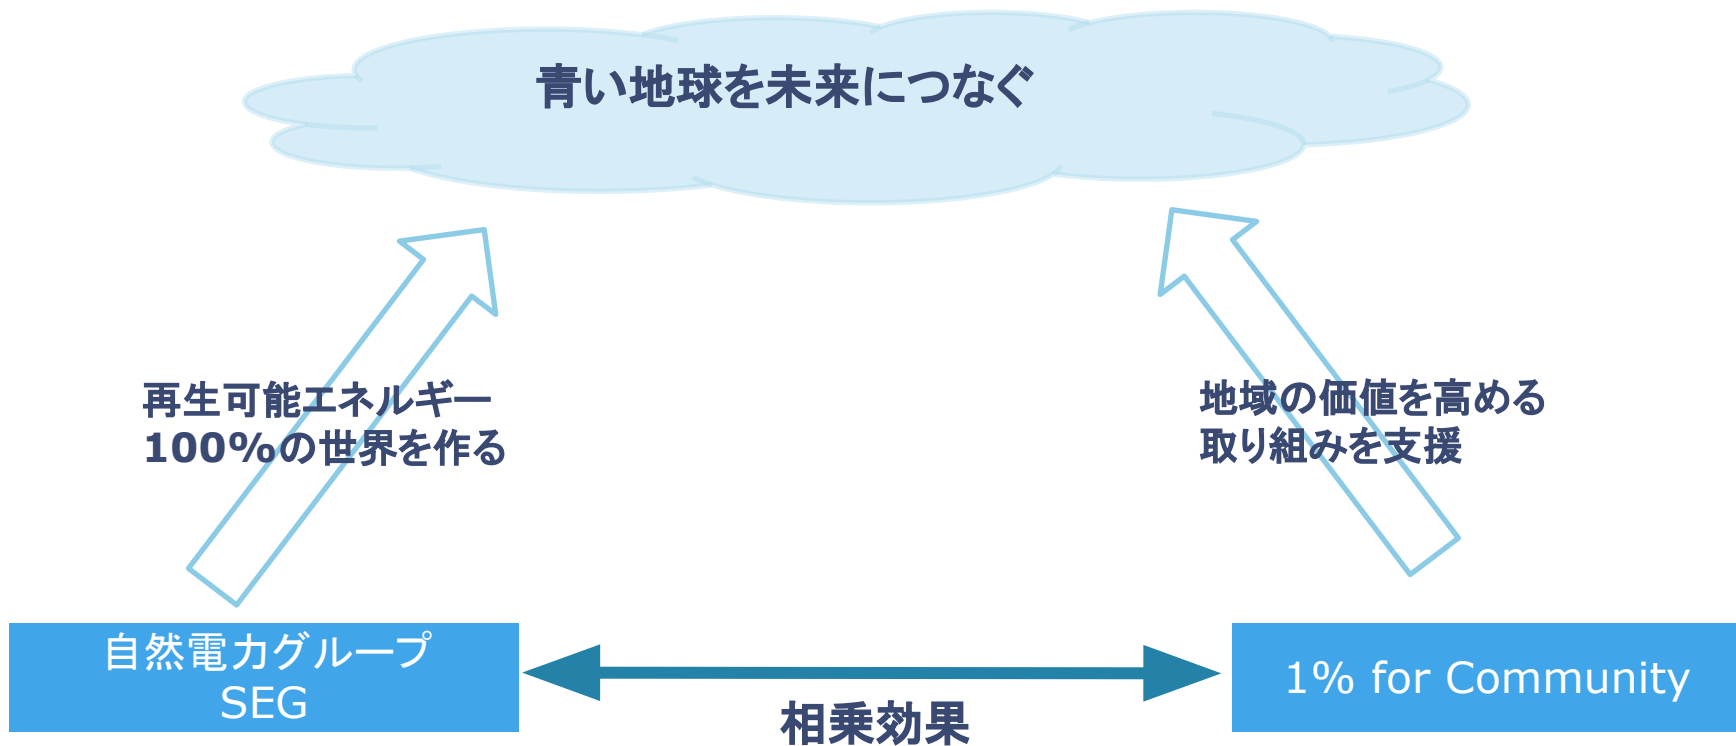 青い地球を未来につなぐ
再生可能エネルギー
100%の世界を作る
地域の価値を高める
取り組みを支援
自然電力グループ
SEG
相乗効果
1% for Community